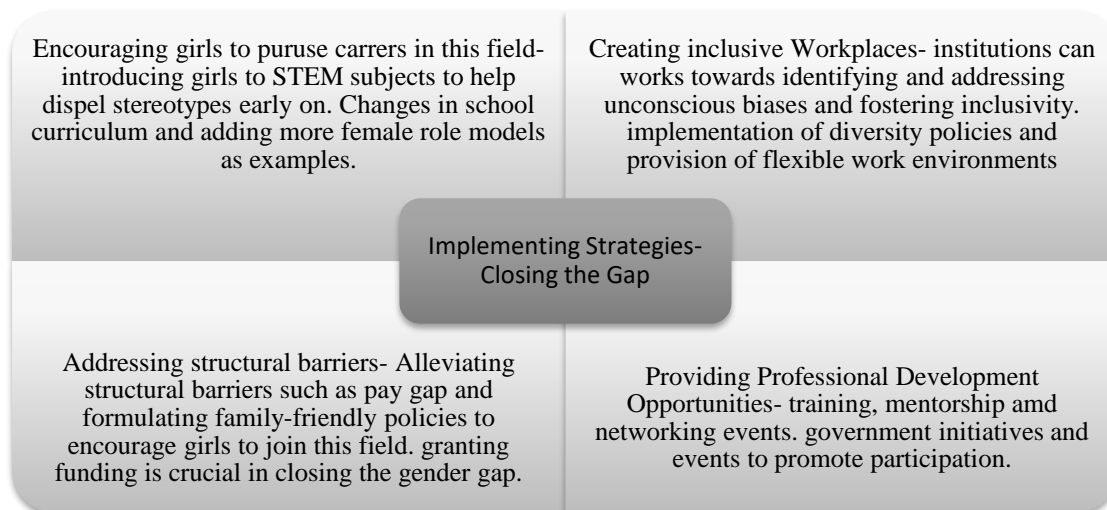 Encouraging girls to puruse carrers in this field-
introducing girls to STEM subjects to help
dispel stereotypes early on. Changes in school
curriculum and adding more female role models
as examples.
Creating inclusive Workplaces- institutions can
works towards identifying and addressing
unconscious biases and fostering inclusivity.
implementation of diversity policies and
provision of flexible work environments
Implementing Strategies-
Closing the Gap
Addressing structural barriers- Alleviating
structural barriers such as pay gap and
formulating family-friendly policies to
encourage girls to join this field. granting
funding is crucial in closing the gender gap.
Providing Professional Development
Opportunities- training, mentorship amd
networking events. government initiatives and
events to promote participation.